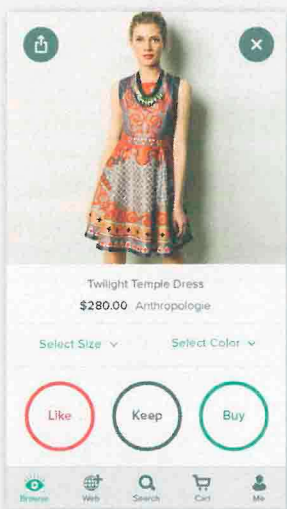 Twilight Temple Dress
$280.00 Anthropologie
Select Size Select Color
Like Keep Buy
Browse Web Search Cart Me